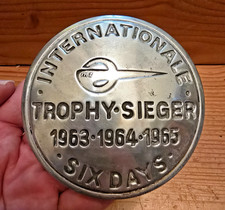 · INTERNATIONALE ·
TROPHY·SIEGER
1963·1964·1965
SIX DAYS